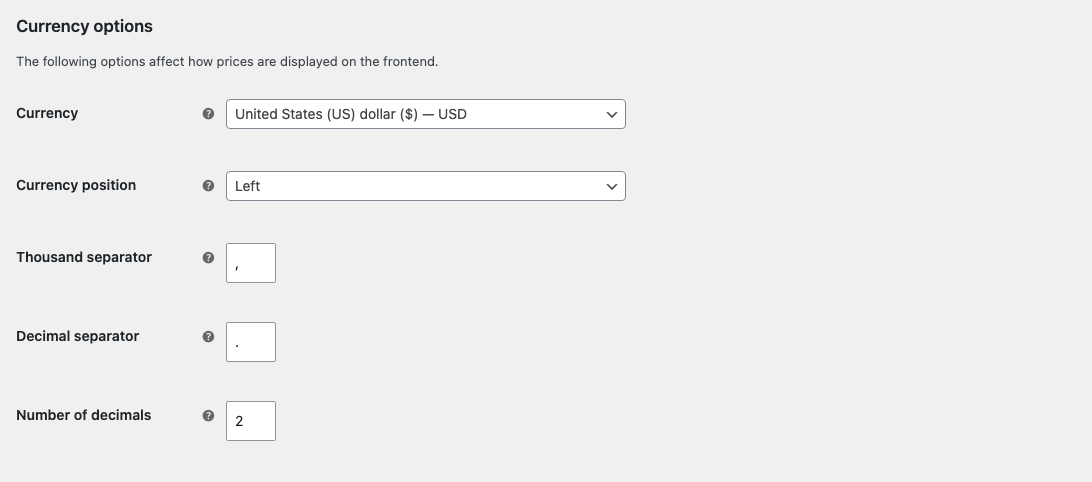 Currency options
The following options affect how prices are displayed on the frontend.
Currency ? United States (US) dollar ($) — USD
Currency position ? Left
Thousand separator ? ,
Decimal separator ? .
Number of decimals ? 2